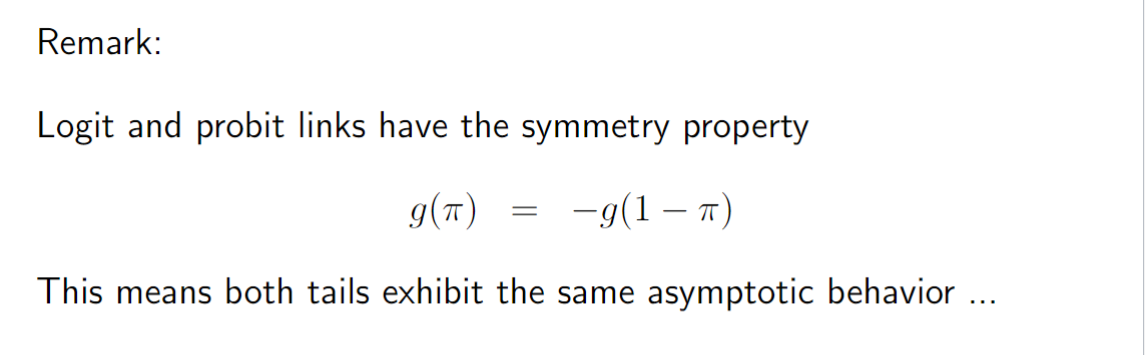 Remark:
Logit and probit links have the symmetry property
g(π) = −g(1 − π)
This means both tails exhibit the same asymptotic behavior ...